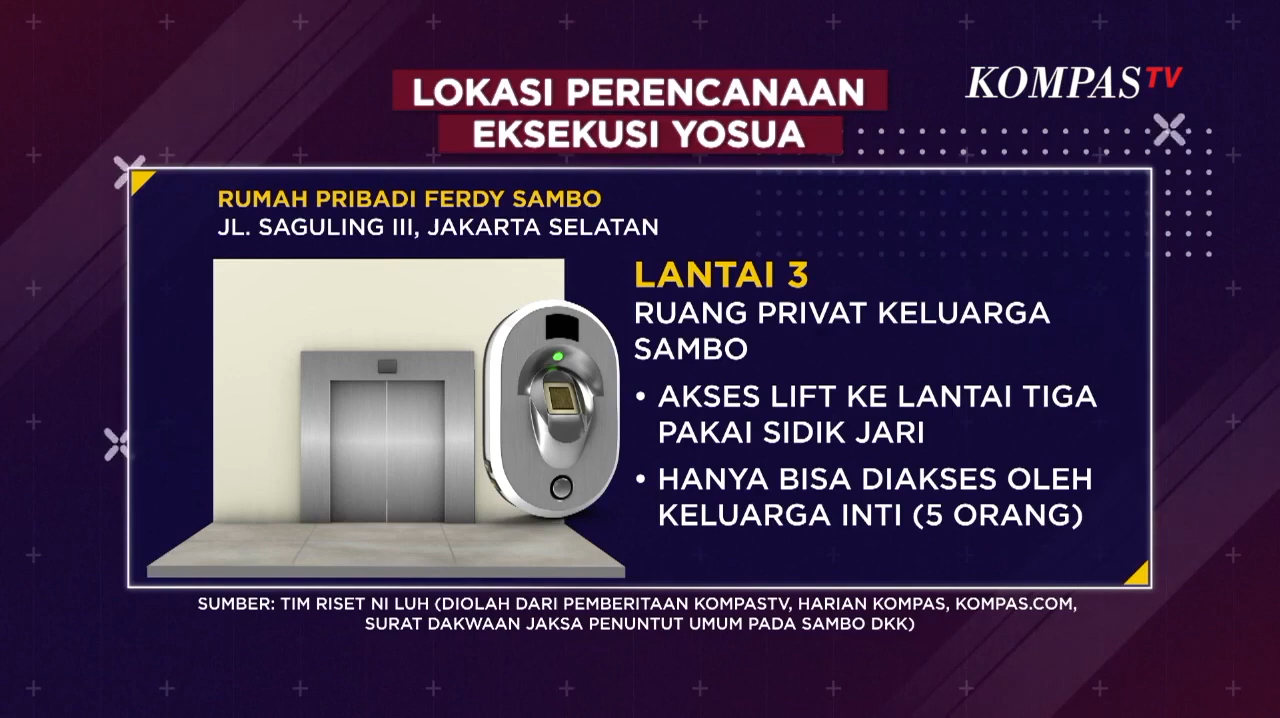 LOKASI PERENCANAAN
EKSEKUSI YOSUA
KOMPASTV
RUMAH PRIBADI FERDY SAMBO
JL. SAGULING III, JAKARTA SELATAN
LANTAI 3
RUANG PRIVAT KELUARGA
SAMBO
• AKSES LIFT KE LANTAI TIGA
PAKAI SIDIK JARI
• HANYA BISA DIAKSES OLEH
KELUARGA INTI (5 ORANG)
SUMBER: TIM RISET NI LUH (DIOLAH DARI PEMBERITAAN KOMPASTV, HARIAN KOMPAS, KOMPAS.COM,
SURAT DAKWAAN JAKSA PENUNTUT UMUM PADA SAMBO DKK)